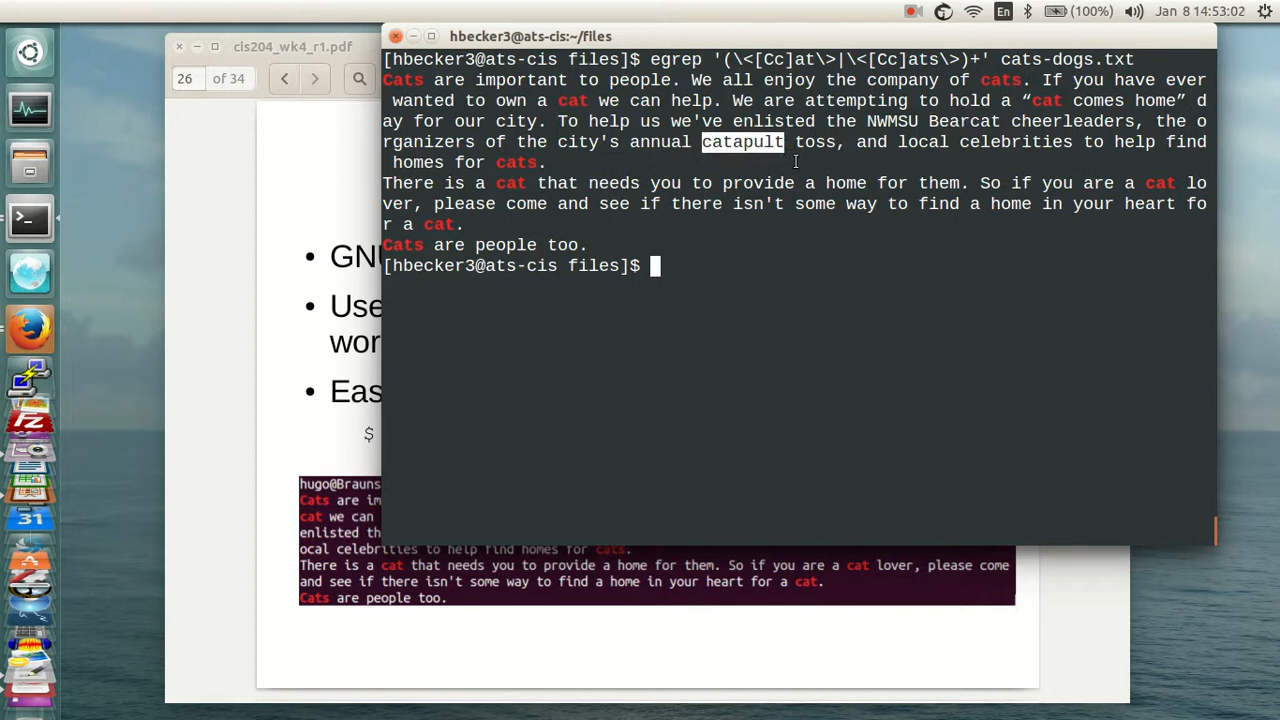 En (100%) Jan 8 14:53:02
cis204_wk4_r1.pdf
26 of 34
hbecker3@ats-cis:~/files
[hbecker3@ats-cis files]$ egrep '(\<[Cc]at\>|\<[Cc]ats\>)+' cats-dogs.txt
Cats are important to people. We all enjoy the company of cats. If you have ever
wanted to own a cat we can help. We are attempting to hold a “cat comes home” d
ay for our city. To help us we've enlisted the NWMSU Bearcat cheerleaders, the o
rganizers of the city's annual catapult toss, and local celebrities to help find
homes for cats.
There is a cat that needs you to provide a home for them. So if you are a cat lo
ver, please come and see if there isn't some way to find a home in your heart fo
r a cat.
Cats are people too.
[hbecker3@ats-cis files]$
• GN
• Use
wor
• Eas
$
hugo@Brauns
Cats are im
cat we can
enlisted th
ocal celebrities to help find homes for cats.
There is a cat that needs you to provide a home for them. So if you are a cat lover, please come
and see if there isn't some way to find a home in your heart for a cat.
Cats are people too.
31